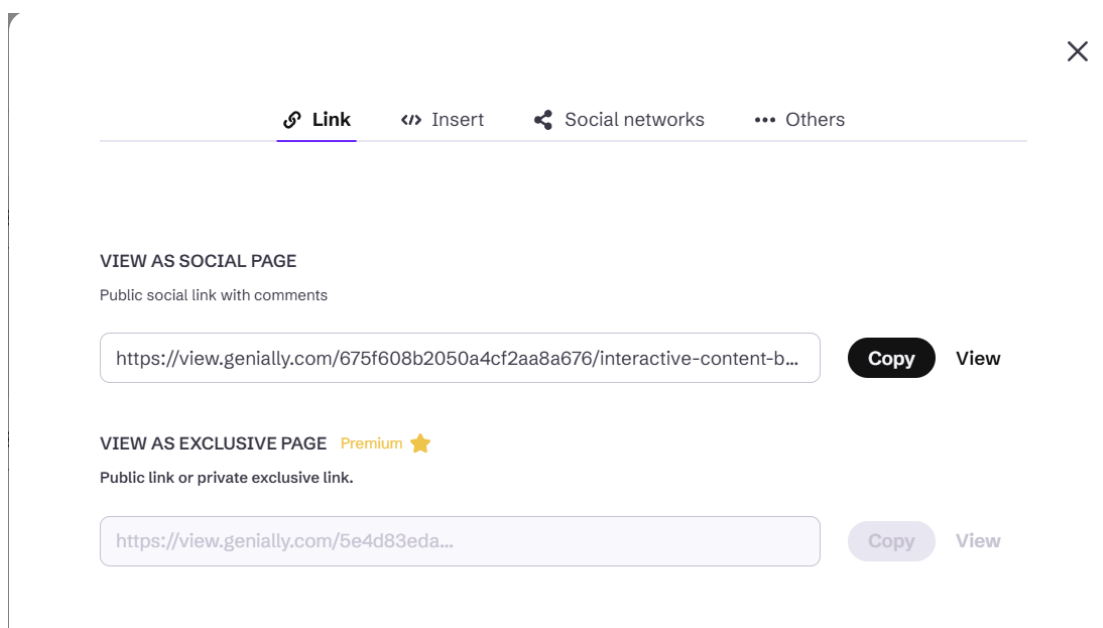 Link Insert Social networks Others
VIEW AS SOCIAL PAGE
Public social link with comments
https://view.genially.com/675f608b2050a4cf2aa8a676/interactive-content-b... Copy View
VIEW AS EXCLUSIVE PAGE Premium
Public link or private exclusive link.
https://view.genially.com/5e4d83eda... Copy View